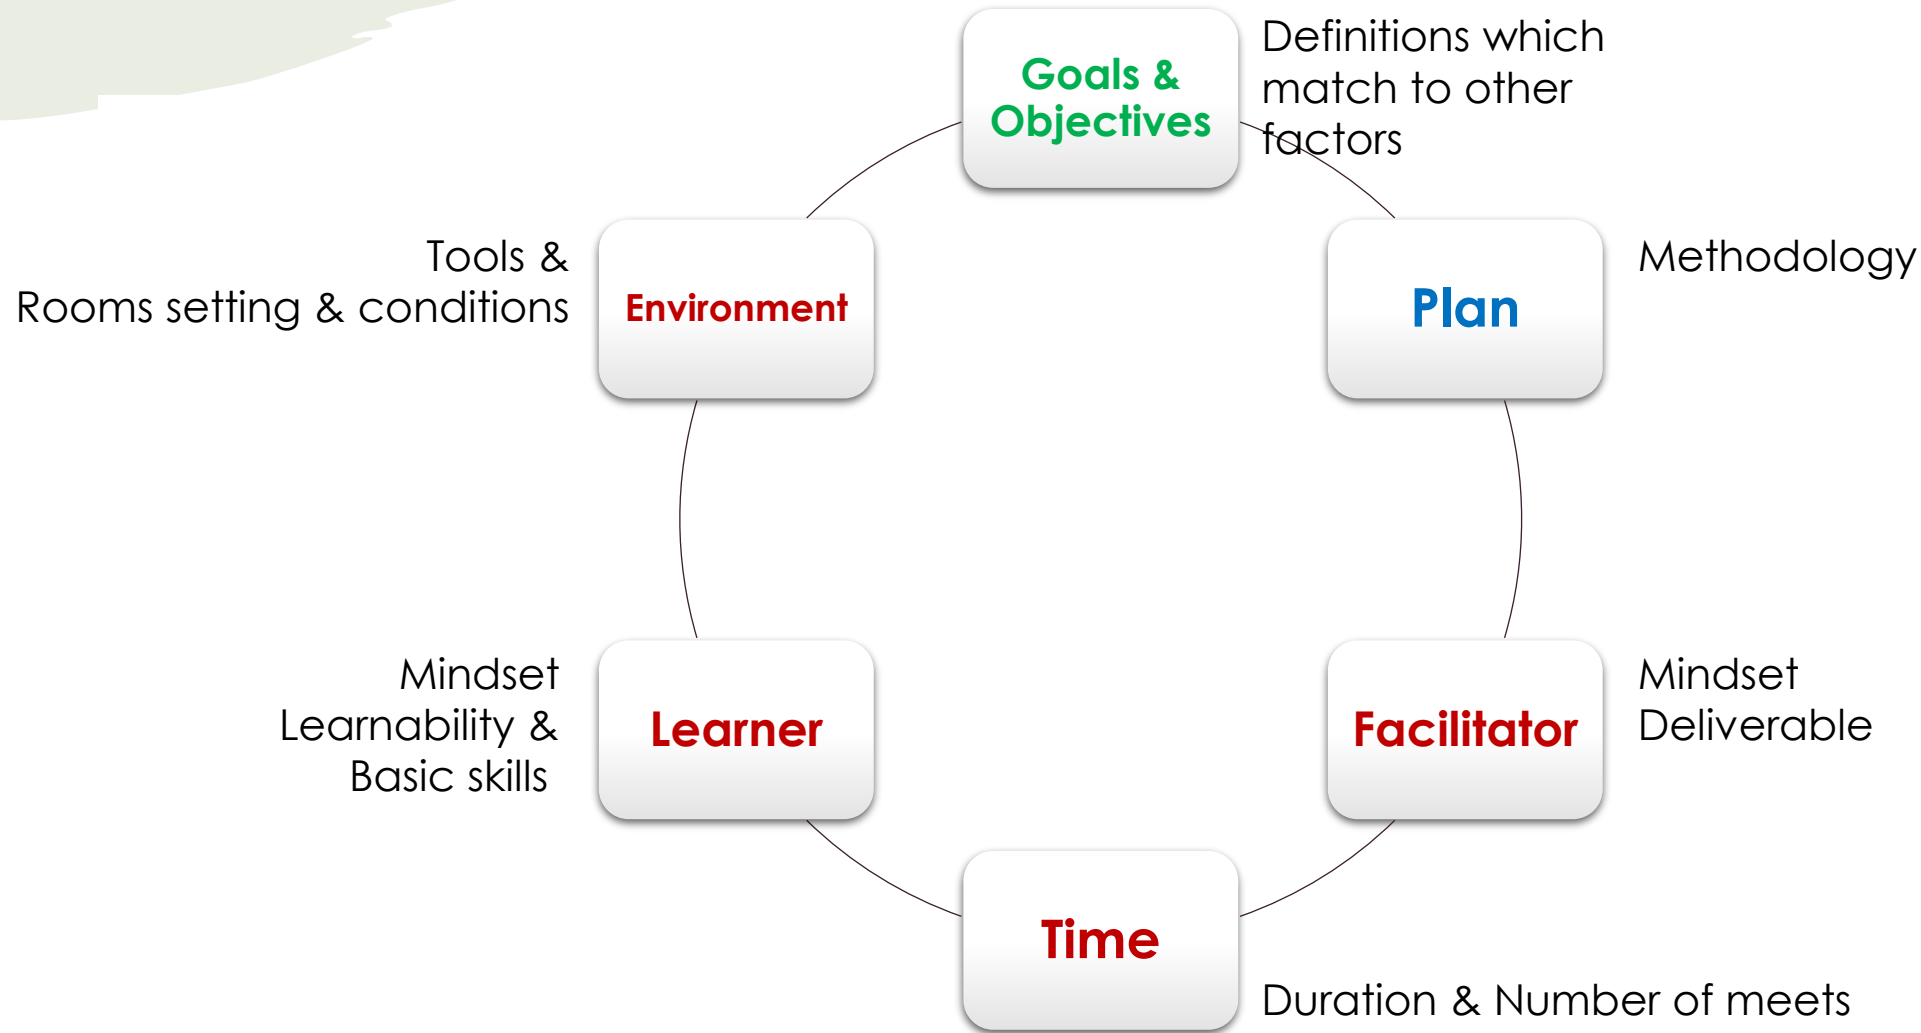 Goals &
Objectives
Definitions which
match to other
factors
Plan
Methodology
Facilitator
Mindset
Deliverable
Time
Duration & Number of meets
Learner
Mindset
Learnability &
Basic skills
Environment
Tools &
Rooms setting & conditions